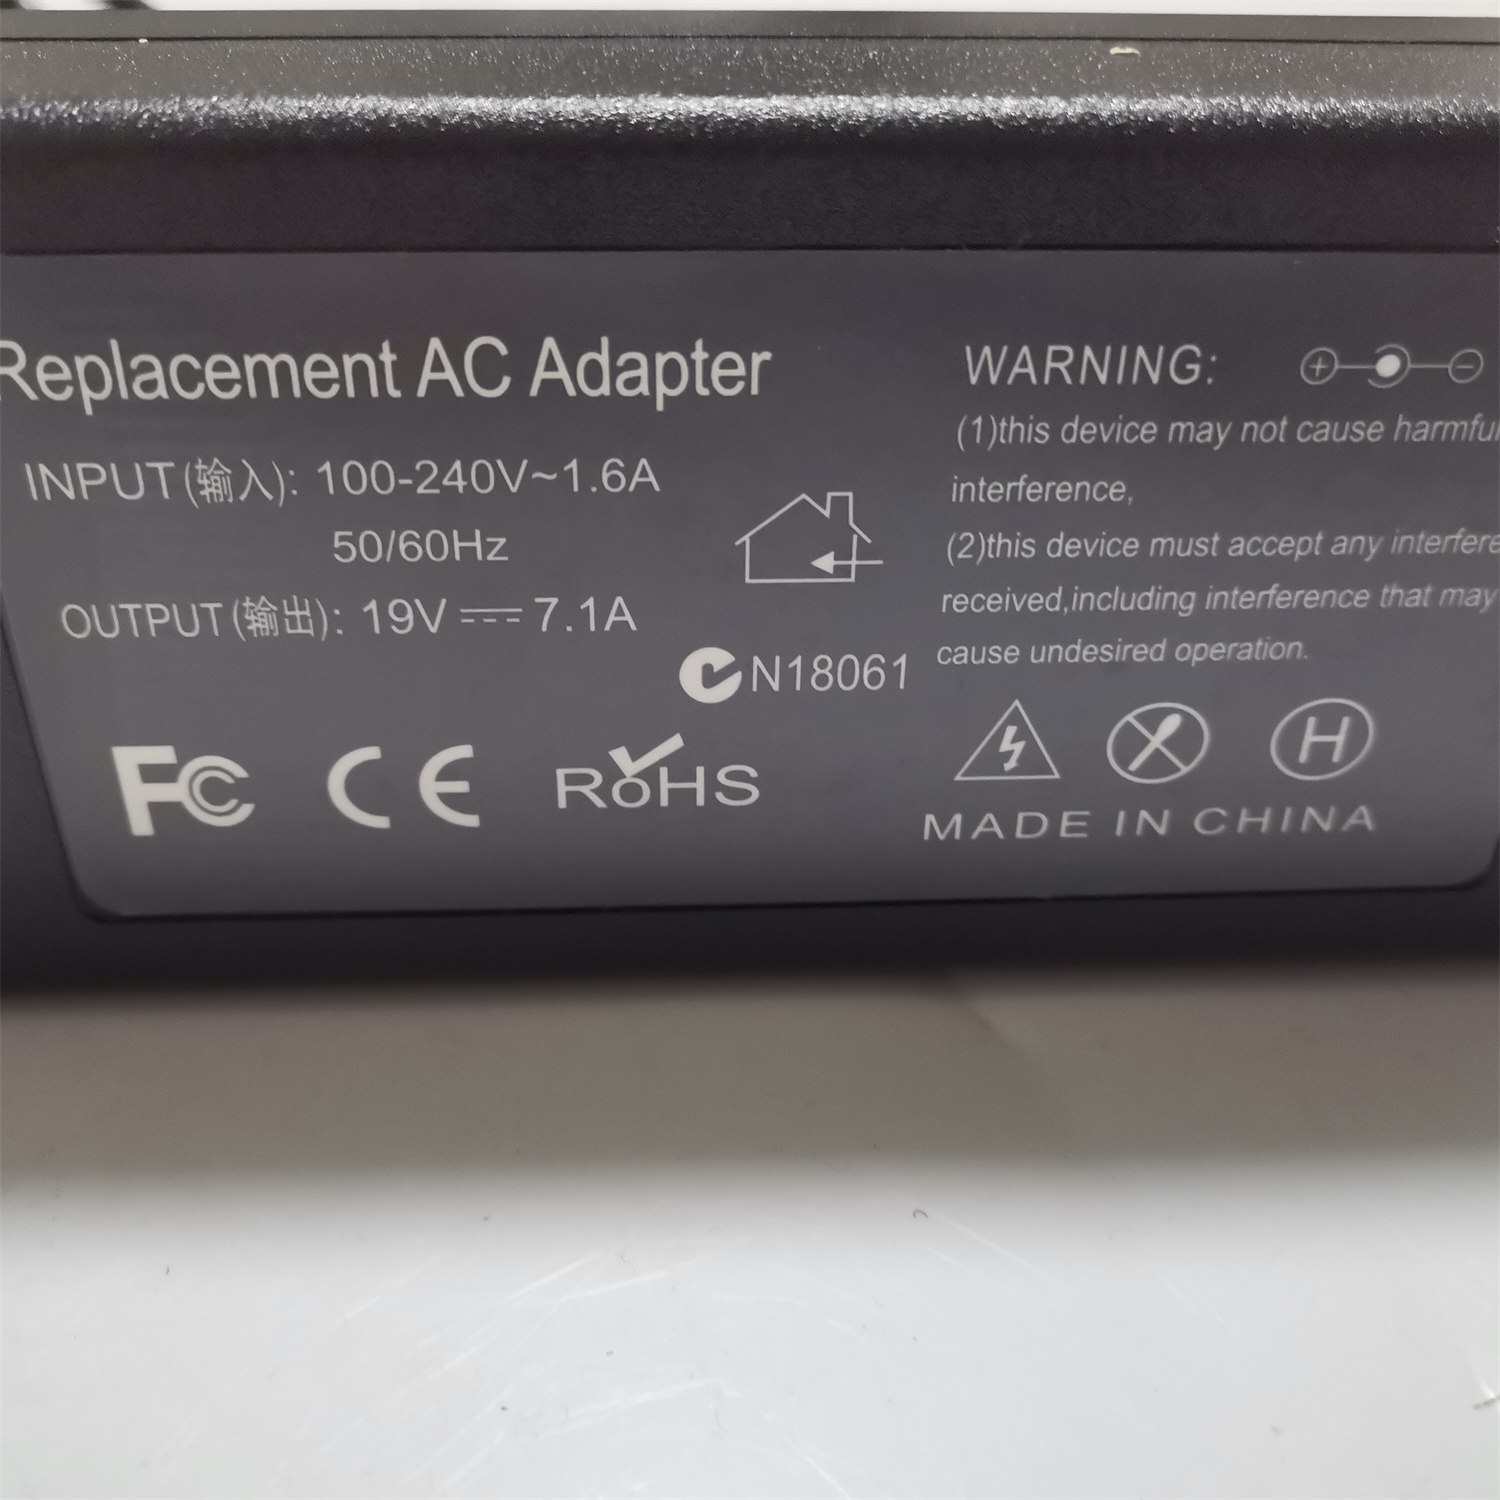 Replacement AC Adapter
INPUT(输入): 100-240V~1.6A
50/60Hz
OUTPUT(输出): 19V⎓7.1A
N18061
FC CE RoHS
WARNING:
(1)this device may not cause harmful
interference,
(2)this device must accept any interfere
received,including interference that may
cause undesired operation.
H
MADE IN CHINA